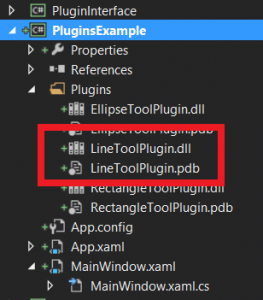 C# PluginInterface
C# PluginsExample
Properties
References
Plugins
EllipseToolPlugin.dll
EllipseToolPlugin.pdb
LineToolPlugin.dll
LineToolPlugin.pdb
RectangleToolPlugin.dll
RectangleToolPlugin.pdb
App.config
App.xaml
MainWindow.xaml
MainWindow.xaml.cs